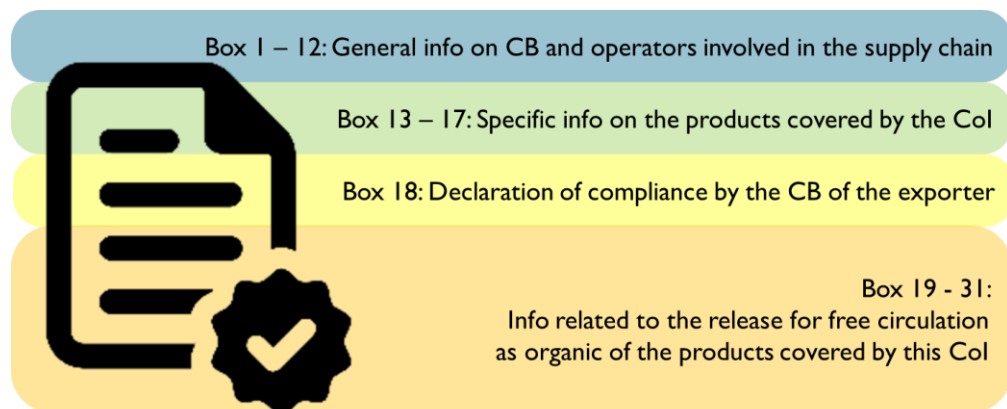 Box 1 – 12: General info on CB and operators involved in the supply chain
Box 13 – 17: Specific info on the products covered by the CoI
Box 18: Declaration of compliance by the CB of the exporter
Box 19 - 31:
Info related to the release for free circulation
as organic of the products covered by this CoI